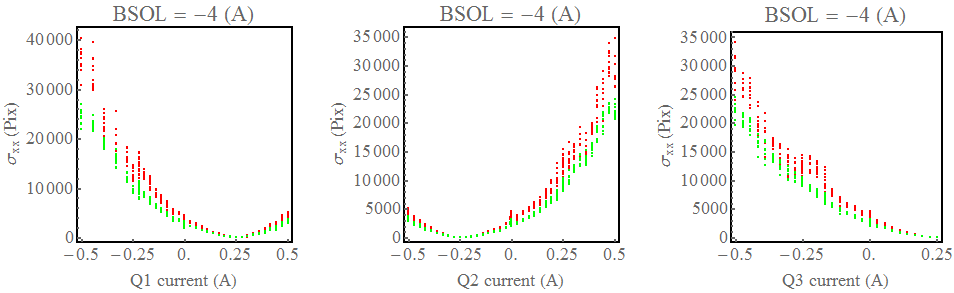 BSOL = −4 (A)
σxx (Pix)
40 000
30 000
20 000
10 000
0
−0.5 −0.25 0. 0.25 0.5
Q1 current (A)
BSOL = −4 (A)
σxx (Pix)
35 000
30 000
25 000
20 000
15 000
10 000
5000
0
−0.5 −0.25 0. 0.25 0.5
Q2 current (A)
BSOL = −4 (A)
σxx (Pix)
35 000
30 000
25 000
20 000
15 000
10 000
5000
0
−0.5 −0.25 0. 0.25
Q3 current (A)